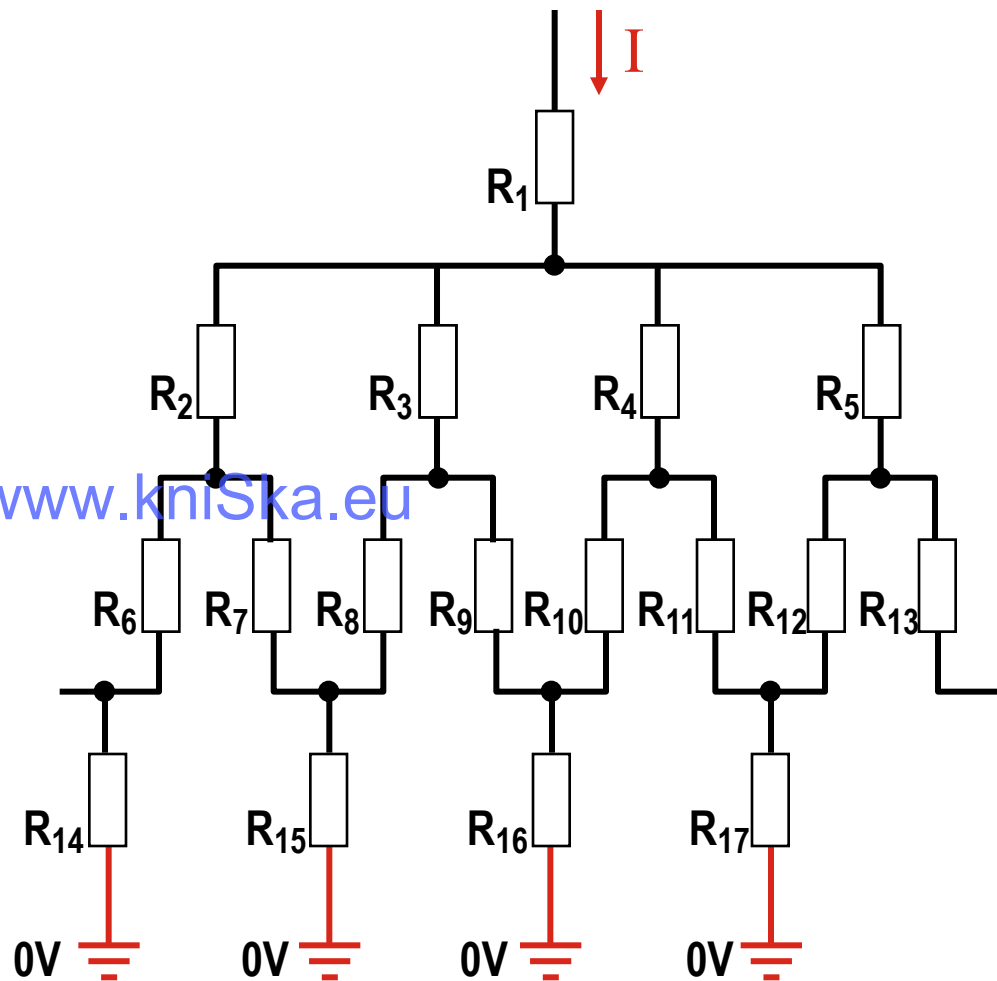 I
R1
R2 R3 R4 R5
www.kniSka.eu
R6 R7 R8 R9 R10 R11 R12 R13
R14 R15 R16 R17
0V 0V 0V 0V